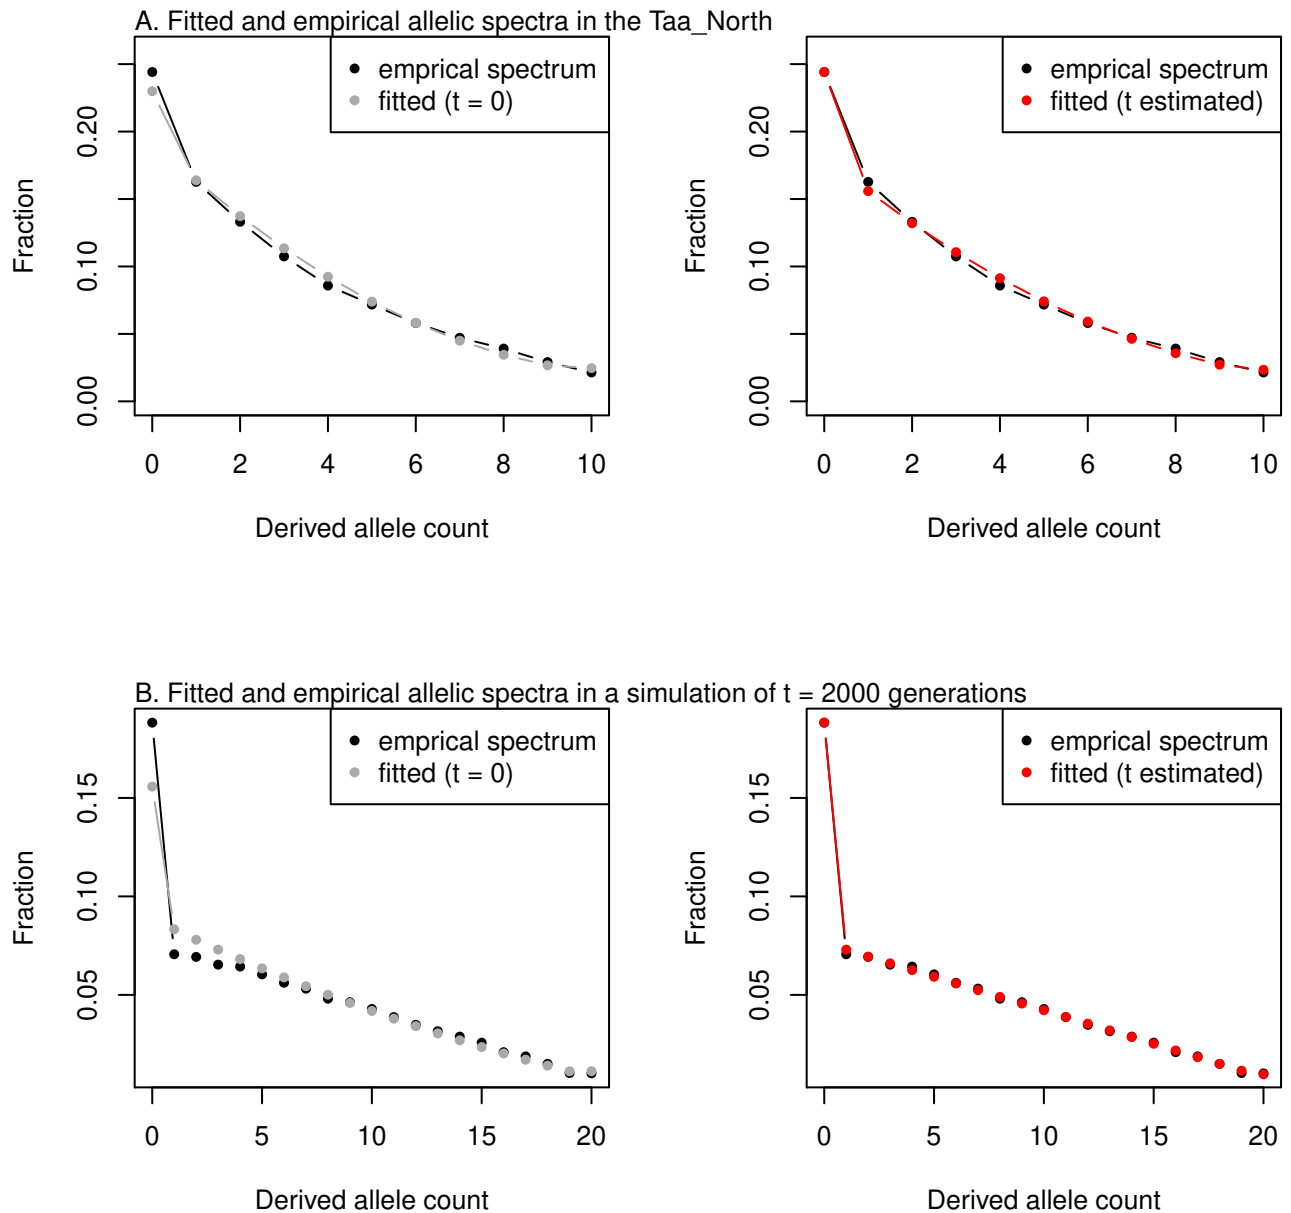 A. Fitted and empirical allelic spectra in the Taa_North
emprical spectrum
fitted (t = 0)
Fraction
0.00
0.10
0.20
0 2 4 6 8 10
Derived allele count
emprical spectrum
fitted (t estimated)
Fraction
0.00
0.10
0.20
0 2 4 6 8 10
Derived allele count
B. Fitted and empirical allelic spectra in a simulation of t = 2000 generations
emprical spectrum
fitted (t = 0)
Fraction
0.05
0.10
0.15
0 5 10 15 20
Derived allele count
emprical spectrum
fitted (t estimated)
Fraction
0.05
0.10
0.15
0 5 10 15 20
Derived allele count